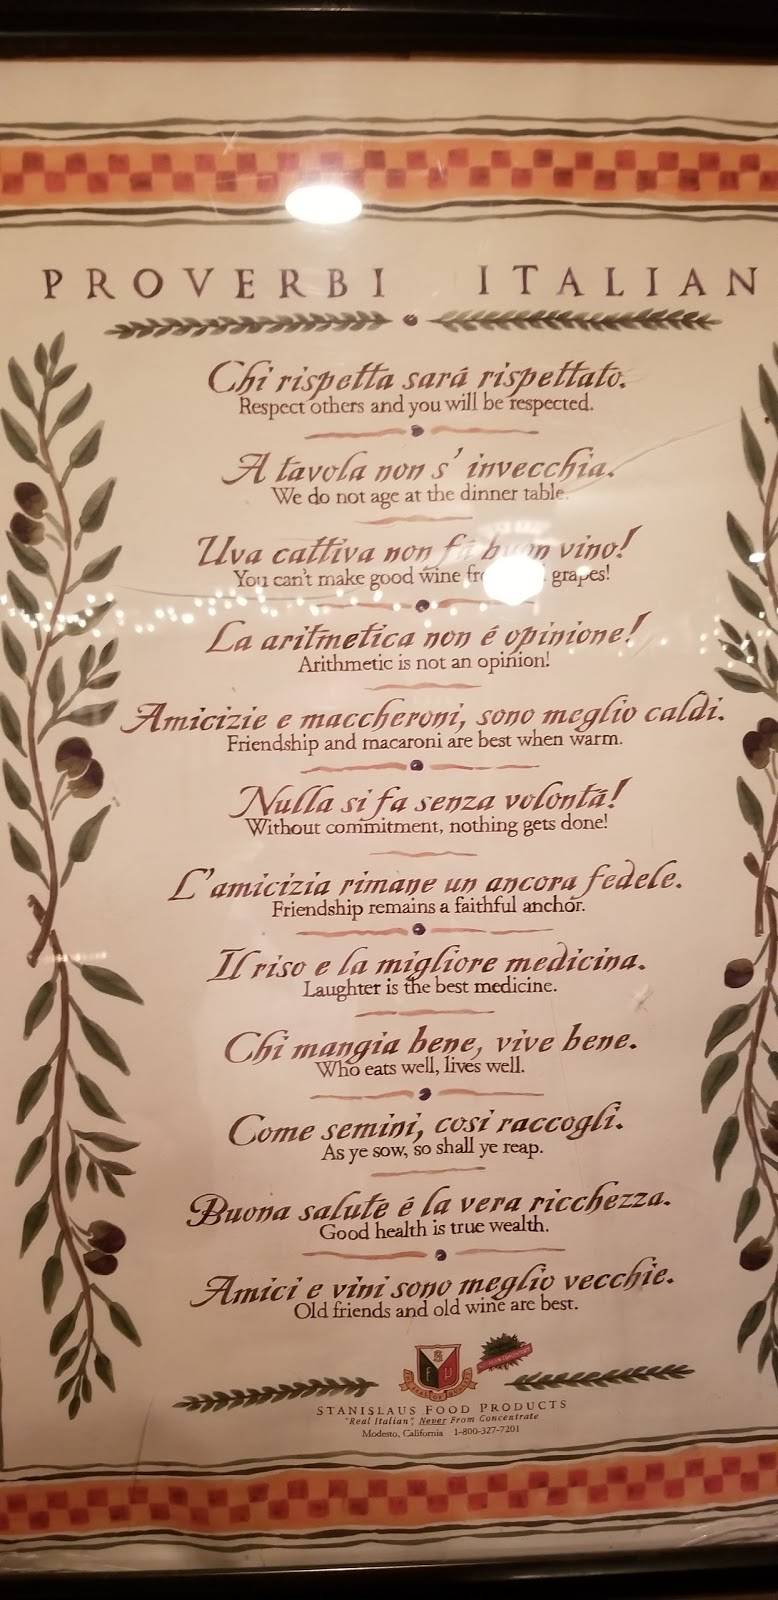 PROVERBI ITALIAN
Chi rispetta sará rispettato.
Respect others and you will be respected.
A tavola non s' invecchia.
We do not age at the dinner table.
Uva cattiva non fá buon vino!
You can't make good wine grapes!
La aritmetica non é opinione!
Arithmetic is not an opinion!
Amicizie e maccheroni, sono meglio caldi.
Friendship and macaroni are best when warm.
Nulla si fa senza volontá!
Without commitment, nothing gets done!
L'amicizia rimane un ancora fedele.
Friendship remains a faithful anchor.
Il riso e la migliore medicina.
Laughter is the best medicine.
Chi mangia bene, vive bene.
Who eats well, lives well.
Come semini, cosi raccogli.
As ye sow, so shall ye reap.
Buona saluté é la vera ricchezza.
Good health is true wealth.
Amici e vini sono meglio vecchie.
Old friends and old wine are best.
STANISLAUS FOOD PRODUCTS
"Real Italian", Never From Concentrate
Modesto, California 1-800-327-7201